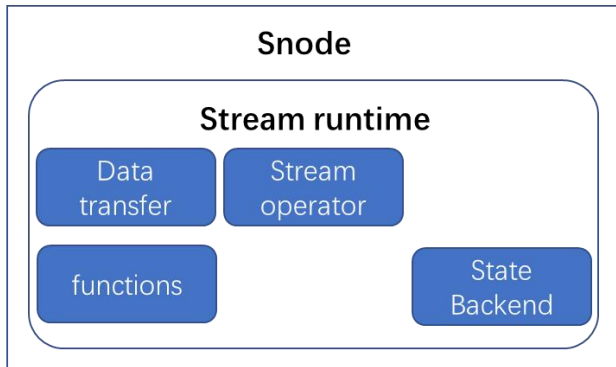 Snode
Stream runtime
Data
transfer
Stream
operator
functions
State
Backend